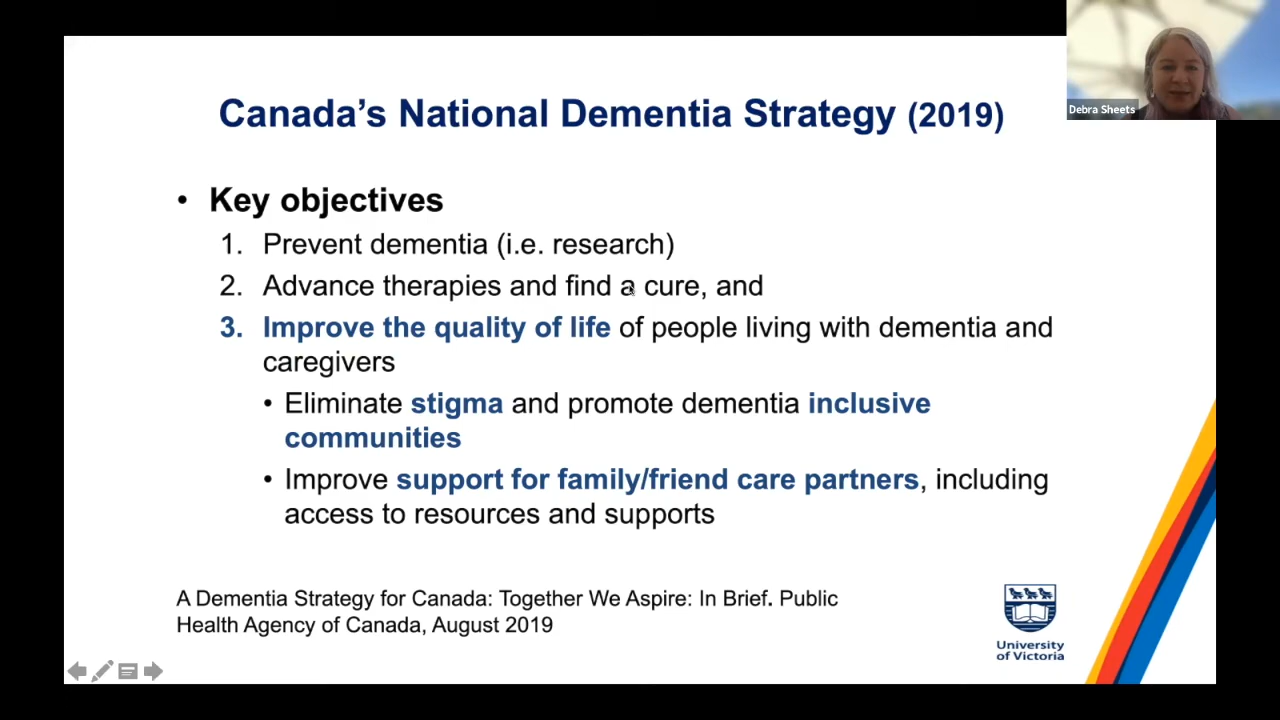 Canada's National Dementia Strategy (2019)
Debra Sheets
• Key objectives
1. Prevent dementia (i.e. research)
2. Advance therapies and find a cure, and
3. Improve the quality of life of people living with dementia and
caregivers
• Eliminate stigma and promote dementia inclusive
communities
• Improve support for family/friend care partners, including
access to resources and supports
A Dementia Strategy for Canada: Together We Aspire: In Brief. Public
Health Agency of Canada, August 2019
University
of Victoria